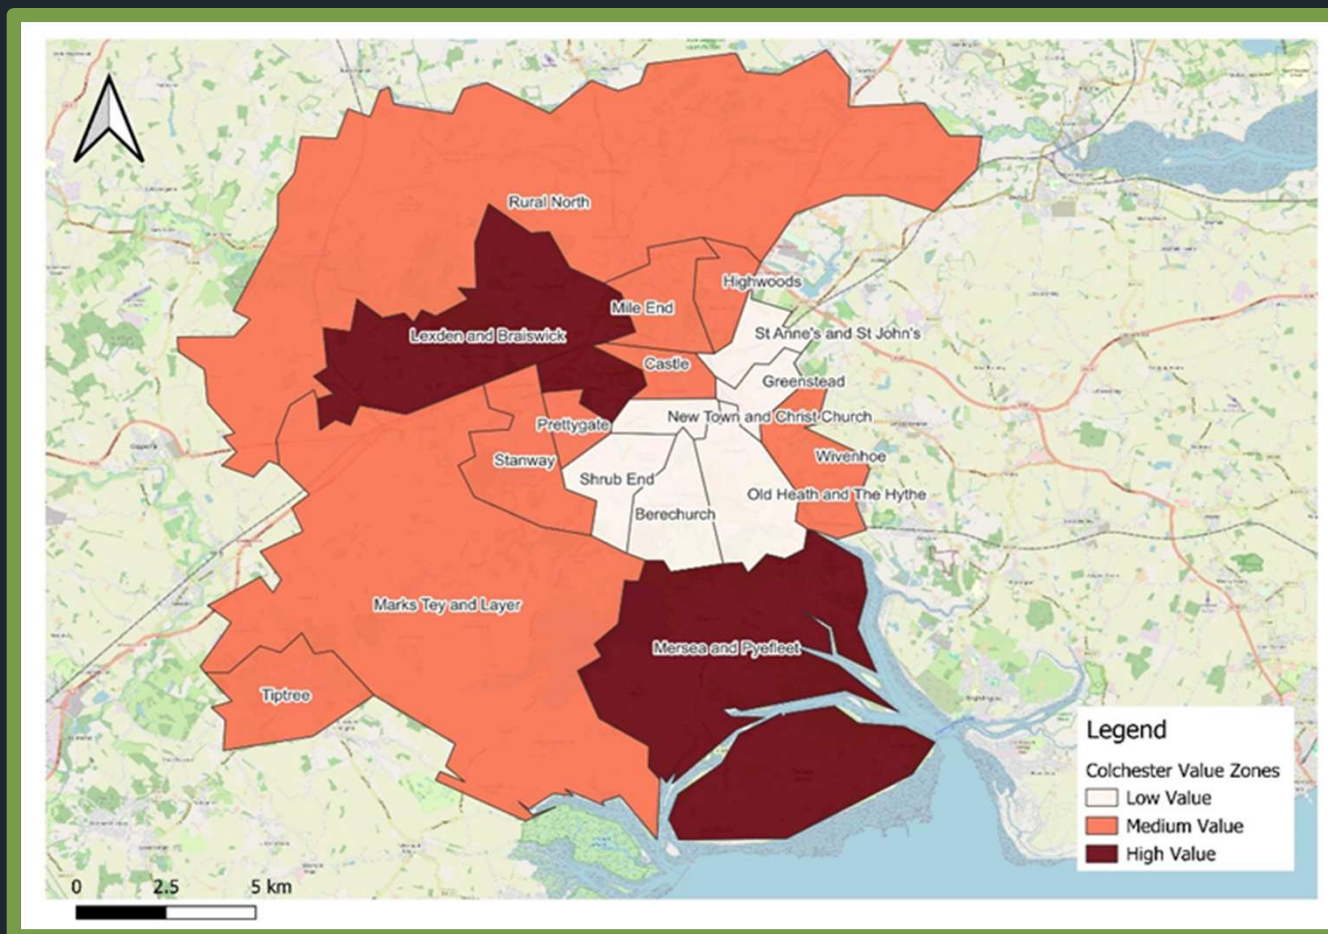 Rural North
Highwoods
Mile End
St Anne's and St John's
Lexden and Braiswick
Castle
Greenstead
New Town and Christ Church
Prettygate
Wivenhoe
Stanway
Shrub End
Old Heath and The Hythe
Berechurch
Marks Tey and Layer
Mersea and Pyefleet
Tiptree
Legend
Colchester Value Zones
Low Value
Medium Value
High Value
0 2.5 5 km